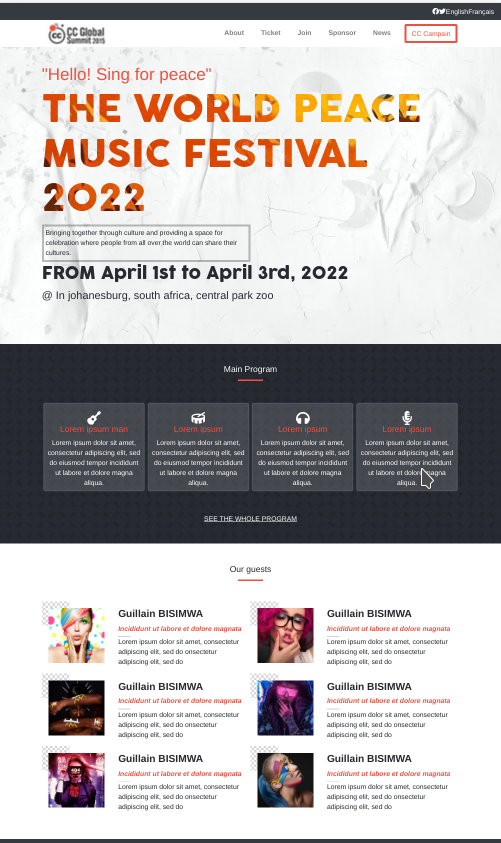 EnglishFrançais
CC Global
Summit 2015
About Ticket Join Sponsor News CC Campain
"Hello! Sing for peace"
THE WORLD PEACE
MUSIC FESTIVAL
2022
Bringing together through culture and providing a space for
celebration where people from all over the world can share their
cultures.
FROM April 1st to April 3rd, 2022
@ In johanesburg, south africa, central park zoo
Main Program
Lorem ipsum man
Lorem ipsum dolor sit amet,
consectetur adipiscing elit, sed
do eiusmod tempor incididunt
ut labore et dolore magna
aliqua.
Lorem ipsum
Lorem ipsum dolor sit amet,
consectetur adipiscing elit, sed
do eiusmod tempor incididunt
ut labore et dolore magna
aliqua.
Lorem ipsum
Lorem ipsum dolor sit amet,
consectetur adipiscing elit, sed
do eiusmod tempor incididunt
ut labore et dolore magna
aliqua.
Lorem ipsum
Lorem ipsum dolor sit amet,
consectetur adipiscing elit, sed
do eiusmod tempor incididunt
ut labore et dolore magna
aliqua.
SEE THE WHOLE PROGRAM
Our guests
Guillain BISIMWA
Incididunt ut labore et dolore magnata
Lorem ipsum dolor sit amet, consectetur
adipiscing elit, sed do onsectetur
adipiscing elit, sed do
Guillain BISIMWA
Incididunt ut labore et dolore magnata
Lorem ipsum dolor sit amet, consectetur
adipiscing elit, sed do onsectetur
adipiscing elit, sed do
Guillain BISIMWA
Incididunt ut labore et dolore magnata
Lorem ipsum dolor sit amet, consectetur
adipiscing elit, sed do onsectetur
adipiscing elit, sed do
Guillain BISIMWA
Incididunt ut labore et dolore magnata
Lorem ipsum dolor sit amet, consectetur
adipiscing elit, sed do onsectetur
adipiscing elit, sed do
Guillain BISIMWA
Incididunt ut labore et dolore magnata
Lorem ipsum dolor sit amet, consectetur
adipiscing elit, sed do onsectetur
adipiscing elit, sed do
Guillain BISIMWA
Incididunt ut labore et dolore magnata
Lorem ipsum dolor sit amet, consectetur
adipiscing elit, sed do onsectetur
adipiscing elit, sed do